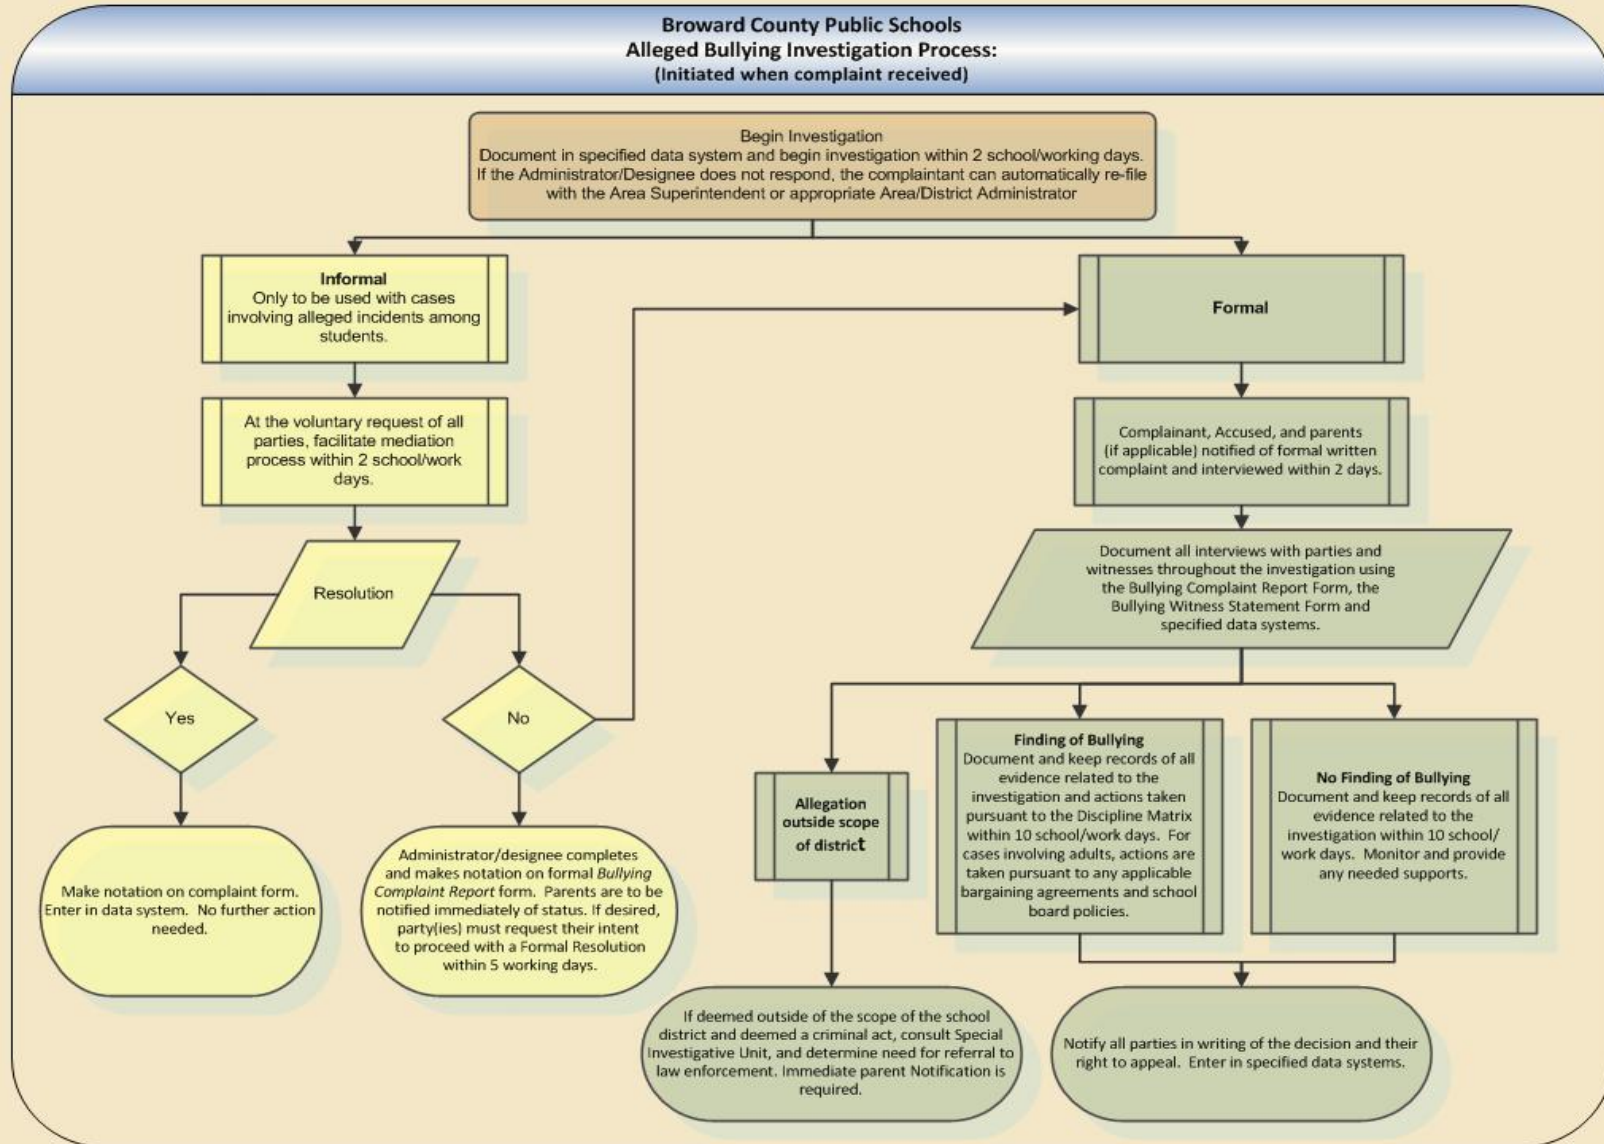 Broward County Public Schools
Alleged Bullying Investigation Process:
(Initiated when complaint received)
Begin Investigation
Document in specified data system and begin investigation within 2 school/working days.
If the Administrator/Designee does not respond, the complaintant can automatically re-file
with the Area Superintendent or appropriate Area/District Administrator
Informal
Only to be used with cases
involving alleged incidents among
students.
Formal
At the voluntary request of all
parties, facilitate mediation
process within 2 school/work
days.
Complainant, Accused, and parents
(if applicable) notified of formal written
complaint and interviewed within 2 days.
Resolution
Document all interviews with parties and
witnesses throughout the investigation using
the Bullying Complaint Report Form, the
Bullying Witness Statement Form and
specified data systems.
Yes
No
Allegation
outside scope
of district
Finding of Bullying
Document and keep records of all
evidence related to the
investigation and actions taken
pursuant to the Discipline Matrix
within 10 school/work days. For
cases involving adults, actions are
taken pursuant to any applicable
bargaining agreements and school
board policies.
No Finding of Bullying
Document and keep records of all
evidence related to the
investigation within 10 school/
work days. Monitor and provide
any needed supports.
Make notation on complaint form.
Enter in data system. No further action
needed.
Administrator/designee completes
and makes notation on formal Bullying
Complaint Report form. Parents are to be
notified immediately of status. If desired,
party(ies) must request their intent
to proceed with a Formal Resolution
within 5 working days.
If deemed outside of the scope of the school
district and deemed a criminal act, consult Special
Investigative Unit, and determine need for referral to
law enforcement. Immediate parent Notification is
required.
Notify all parties in writing of the decision and their
right to appeal. Enter in specified data systems.